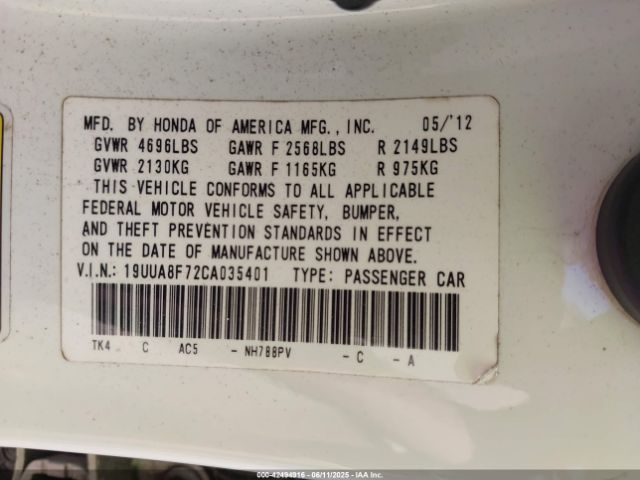 MFD. BY HONDA OF AMERICA MFG., INC. 05/'12
GVWR 4696LBS GAWR F 2568LBS R 2149LBS
GVWR 2130KG GAWR F 1165KG R 975KG
THIS VEHICLE CONFORMS TO ALL APPLICABLE
FEDERAL MOTOR VEHICLE SAFETY, BUMPER,
AND THEFT PREVENTION STANDARDS IN EFFECT
ON THE DATE OF MANUFACTURE SHOWN ABOVE.
V.I.N.: 19UUA8F72CA035401 TYPE: PASSENGER CAR
TK4 C AC5 - NH788PV - C - A
000-42494916 - 06/11/2025 - IAA Inc.